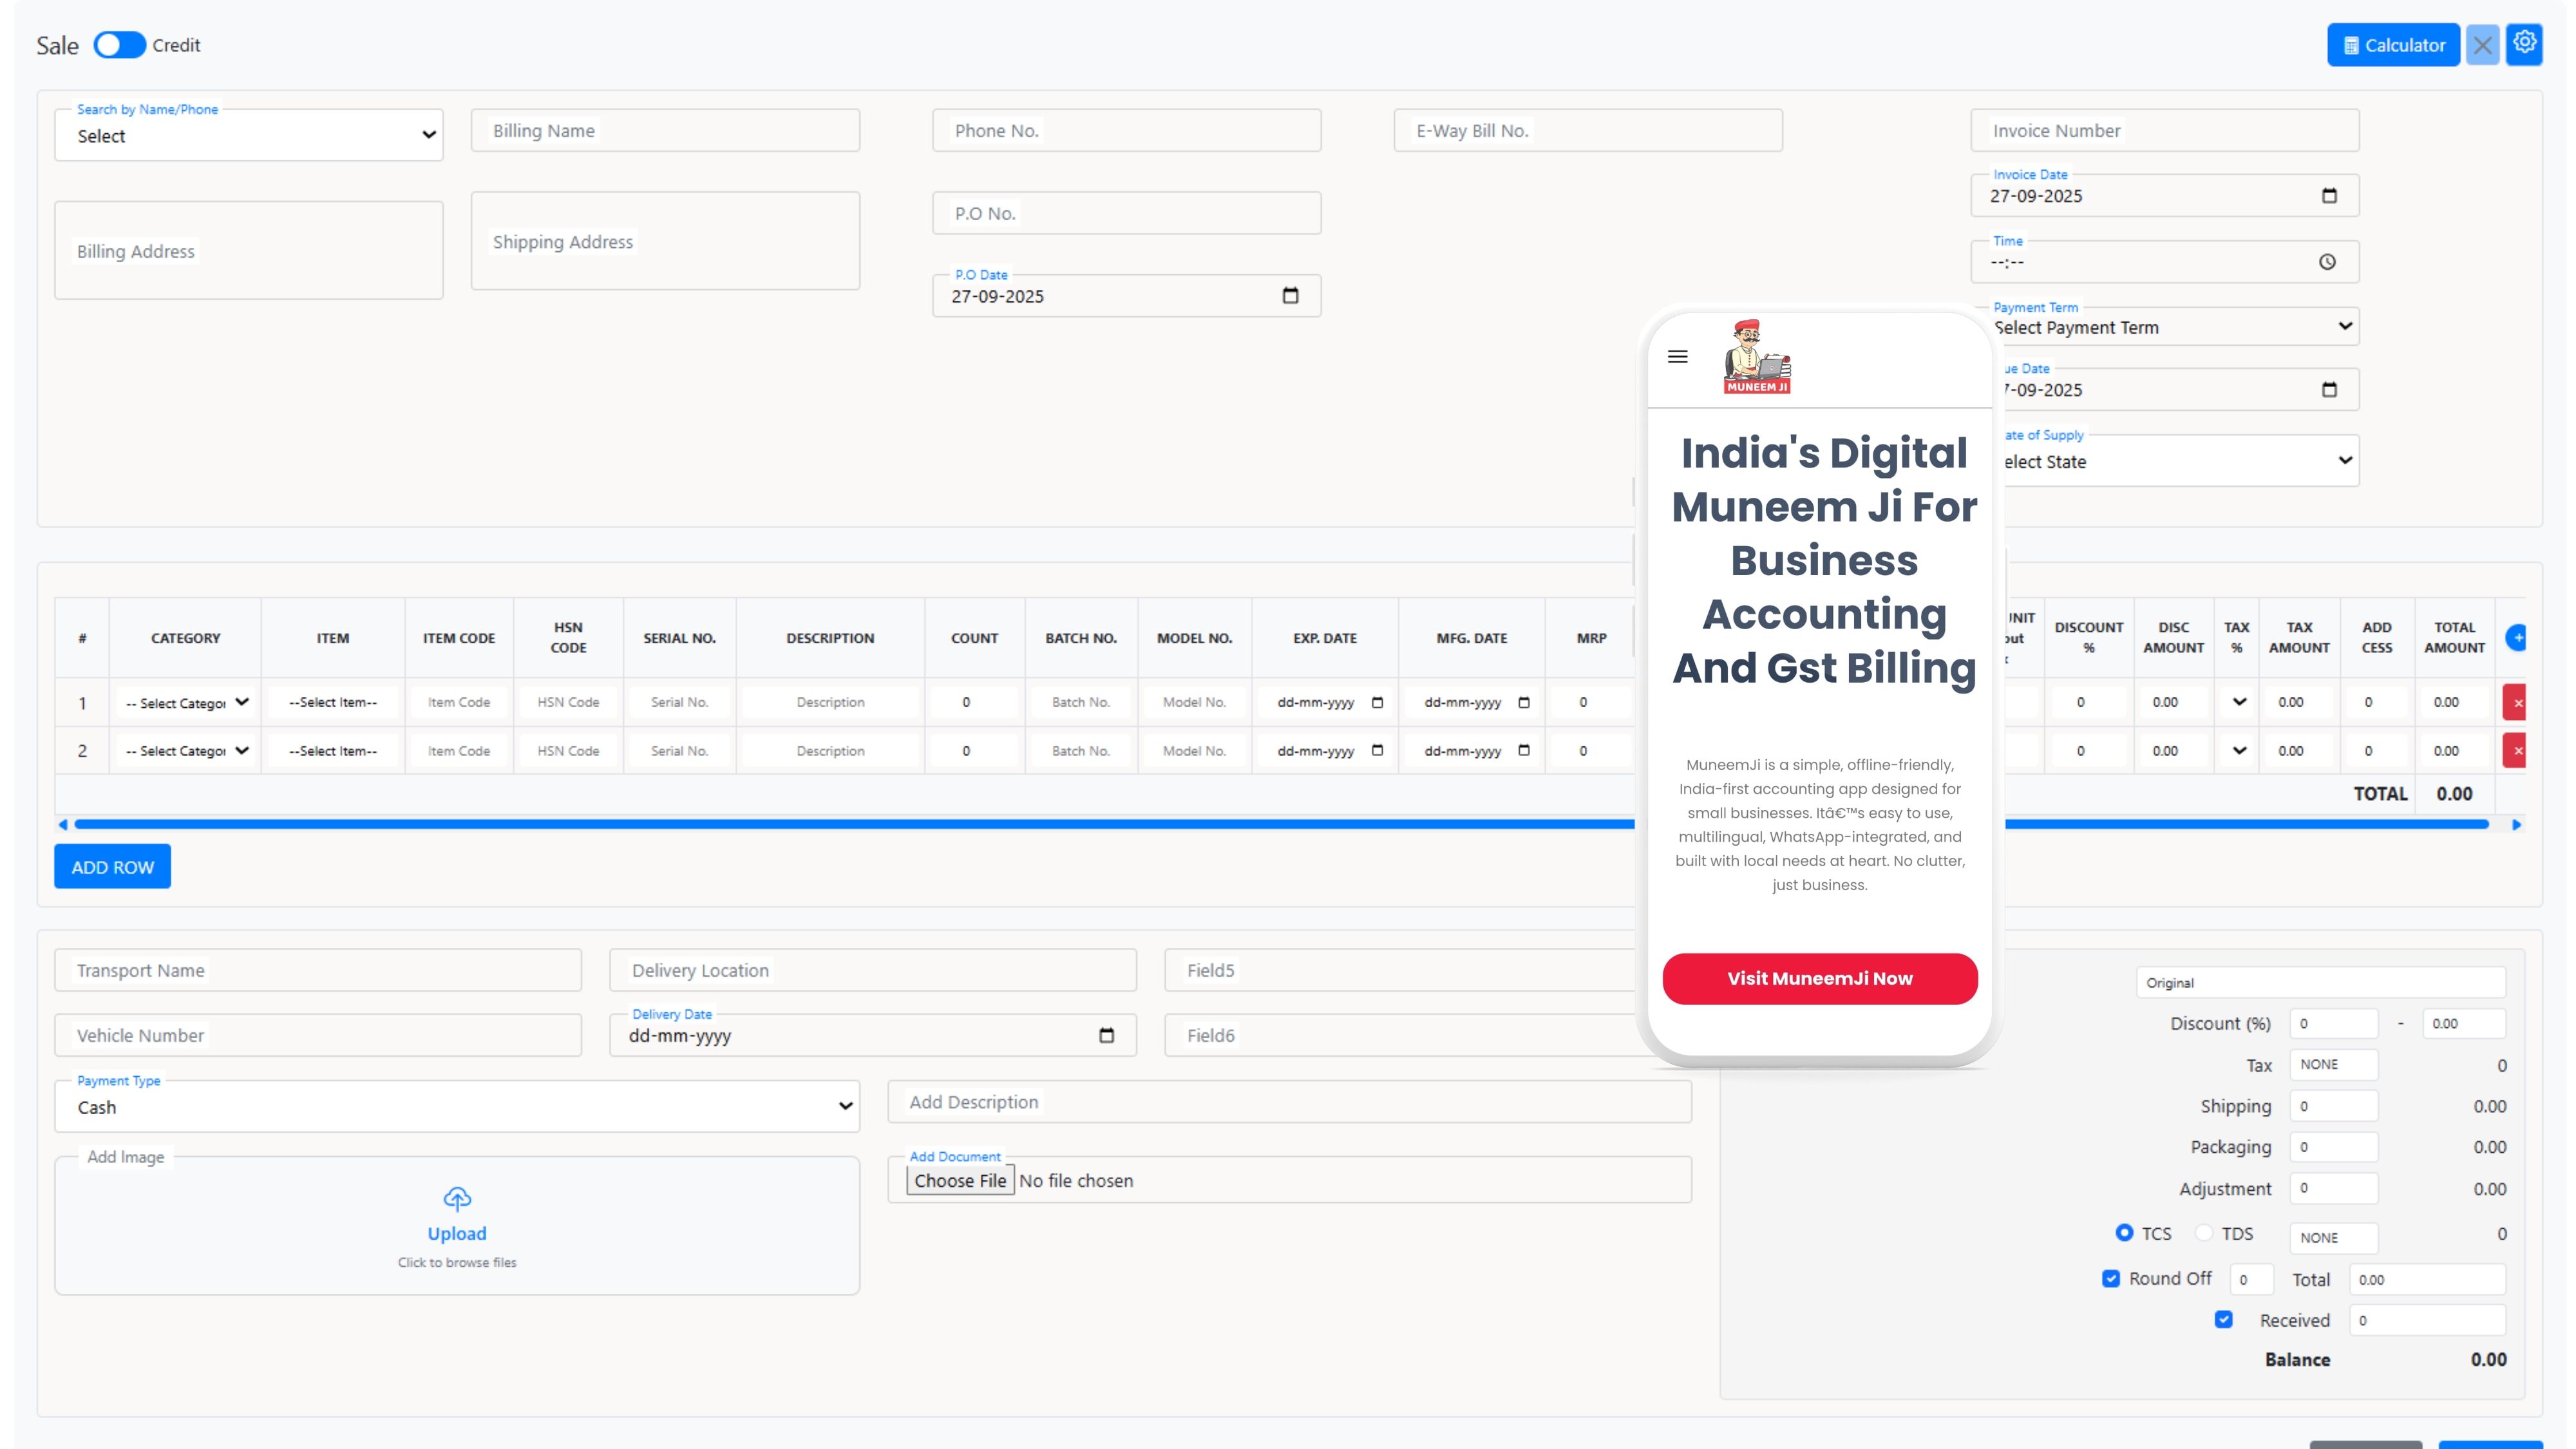 Sale Credit Calculator
Search by Name/Phone
Select
Billing Name
Phone No.
E-Way Bill No.
Invoice Number
Invoice Date
27-09-2025
Billing Address
Shipping Address
P.O No.
Time
--:--
P.O Date
27-09-2025
Payment Term
Select Payment Term
ue Date
7-09-2025
ate of Supply
elect State
MUNEEM JI
India's Digital
Muneem Ji For
Business
Accounting
And Gst Billing
MuneemJi is a simple, offline-friendly,
India-first accounting app designed for
small businesses. Itâ€™s easy to use,
multilingual, WhatsApp-integrated, and
built with local needs at heart. No clutter,
just business.
Visit MuneemJi Now
# CATEGORY ITEM ITEM CODE HSN CODE SERIAL NO. DESCRIPTION COUNT BATCH NO. MODEL NO. EXP. DATE MFG. DATE MRP DISCOUNT % DISC AMOUNT TAX % TAX AMOUNT ADD CESS TOTAL AMOUNT +
1 -- Select Categor --Select Item-- Item Code HSN Code Serial No. Description 0 Batch No. Model No. dd-mm-yyyy dd-mm-yyyy 0 0 0.00 0.00 0 0.00 ×
2 -- Select Categor --Select Item-- Item Code HSN Code Serial No. Description 0 Batch No. Model No. dd-mm-yyyy dd-mm-yyyy 0 0 0.00 0.00 0 0.00 ×
TOTAL 0.00
ADD ROW
Transport Name
Delivery Location
Field5
Vehicle Number
Delivery Date
dd-mm-yyyy
Field6
Payment Type
Cash
Add Description
Add Image
Upload
Click to browse files
Add Document
Choose File No file chosen
Original
Discount (%) 0 - 0.00
Tax NONE 0
Shipping 0 0.00
Packaging 0 0.00
Adjustment 0 0.00
TCS TDS NONE 0
Round Off 0 Total 0.00
Received 0
Balance 0.00